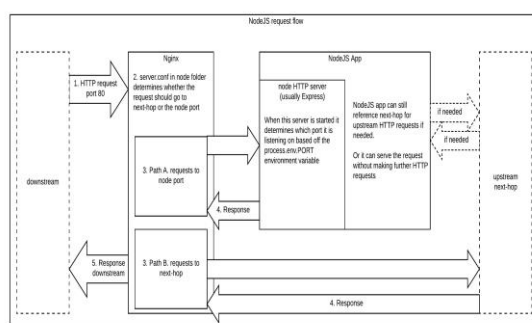 NodeJS request flow
Nginx
NodeJS App
1. HTTP request
port 80
2. server.conf in node folder
determines whether the
request should go to
next-hop or the node port
node HTTP server
(usually Express)
When this server is started it
determines which port it is
listening on based off the
process.env.PORT
environment variable
NodeJS app can still
reference next-hop for
upstream HTTP requests if
needed.
Or it can serve the request
without making further HTTP
requests
if needed
if needed
3. Path A. requests to
node port
downstream
upstream
next-hop
4. Response
5. Response
downstream
3. Path B. requests to
next-hop
4. Response